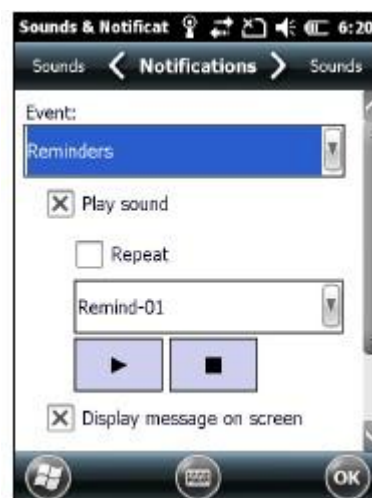 Sounds & Notificat 6:20
Sounds Notifications Sounds
Event:
Reminders
Play sound
Repeat
Remind-01
Display message on screen
OK